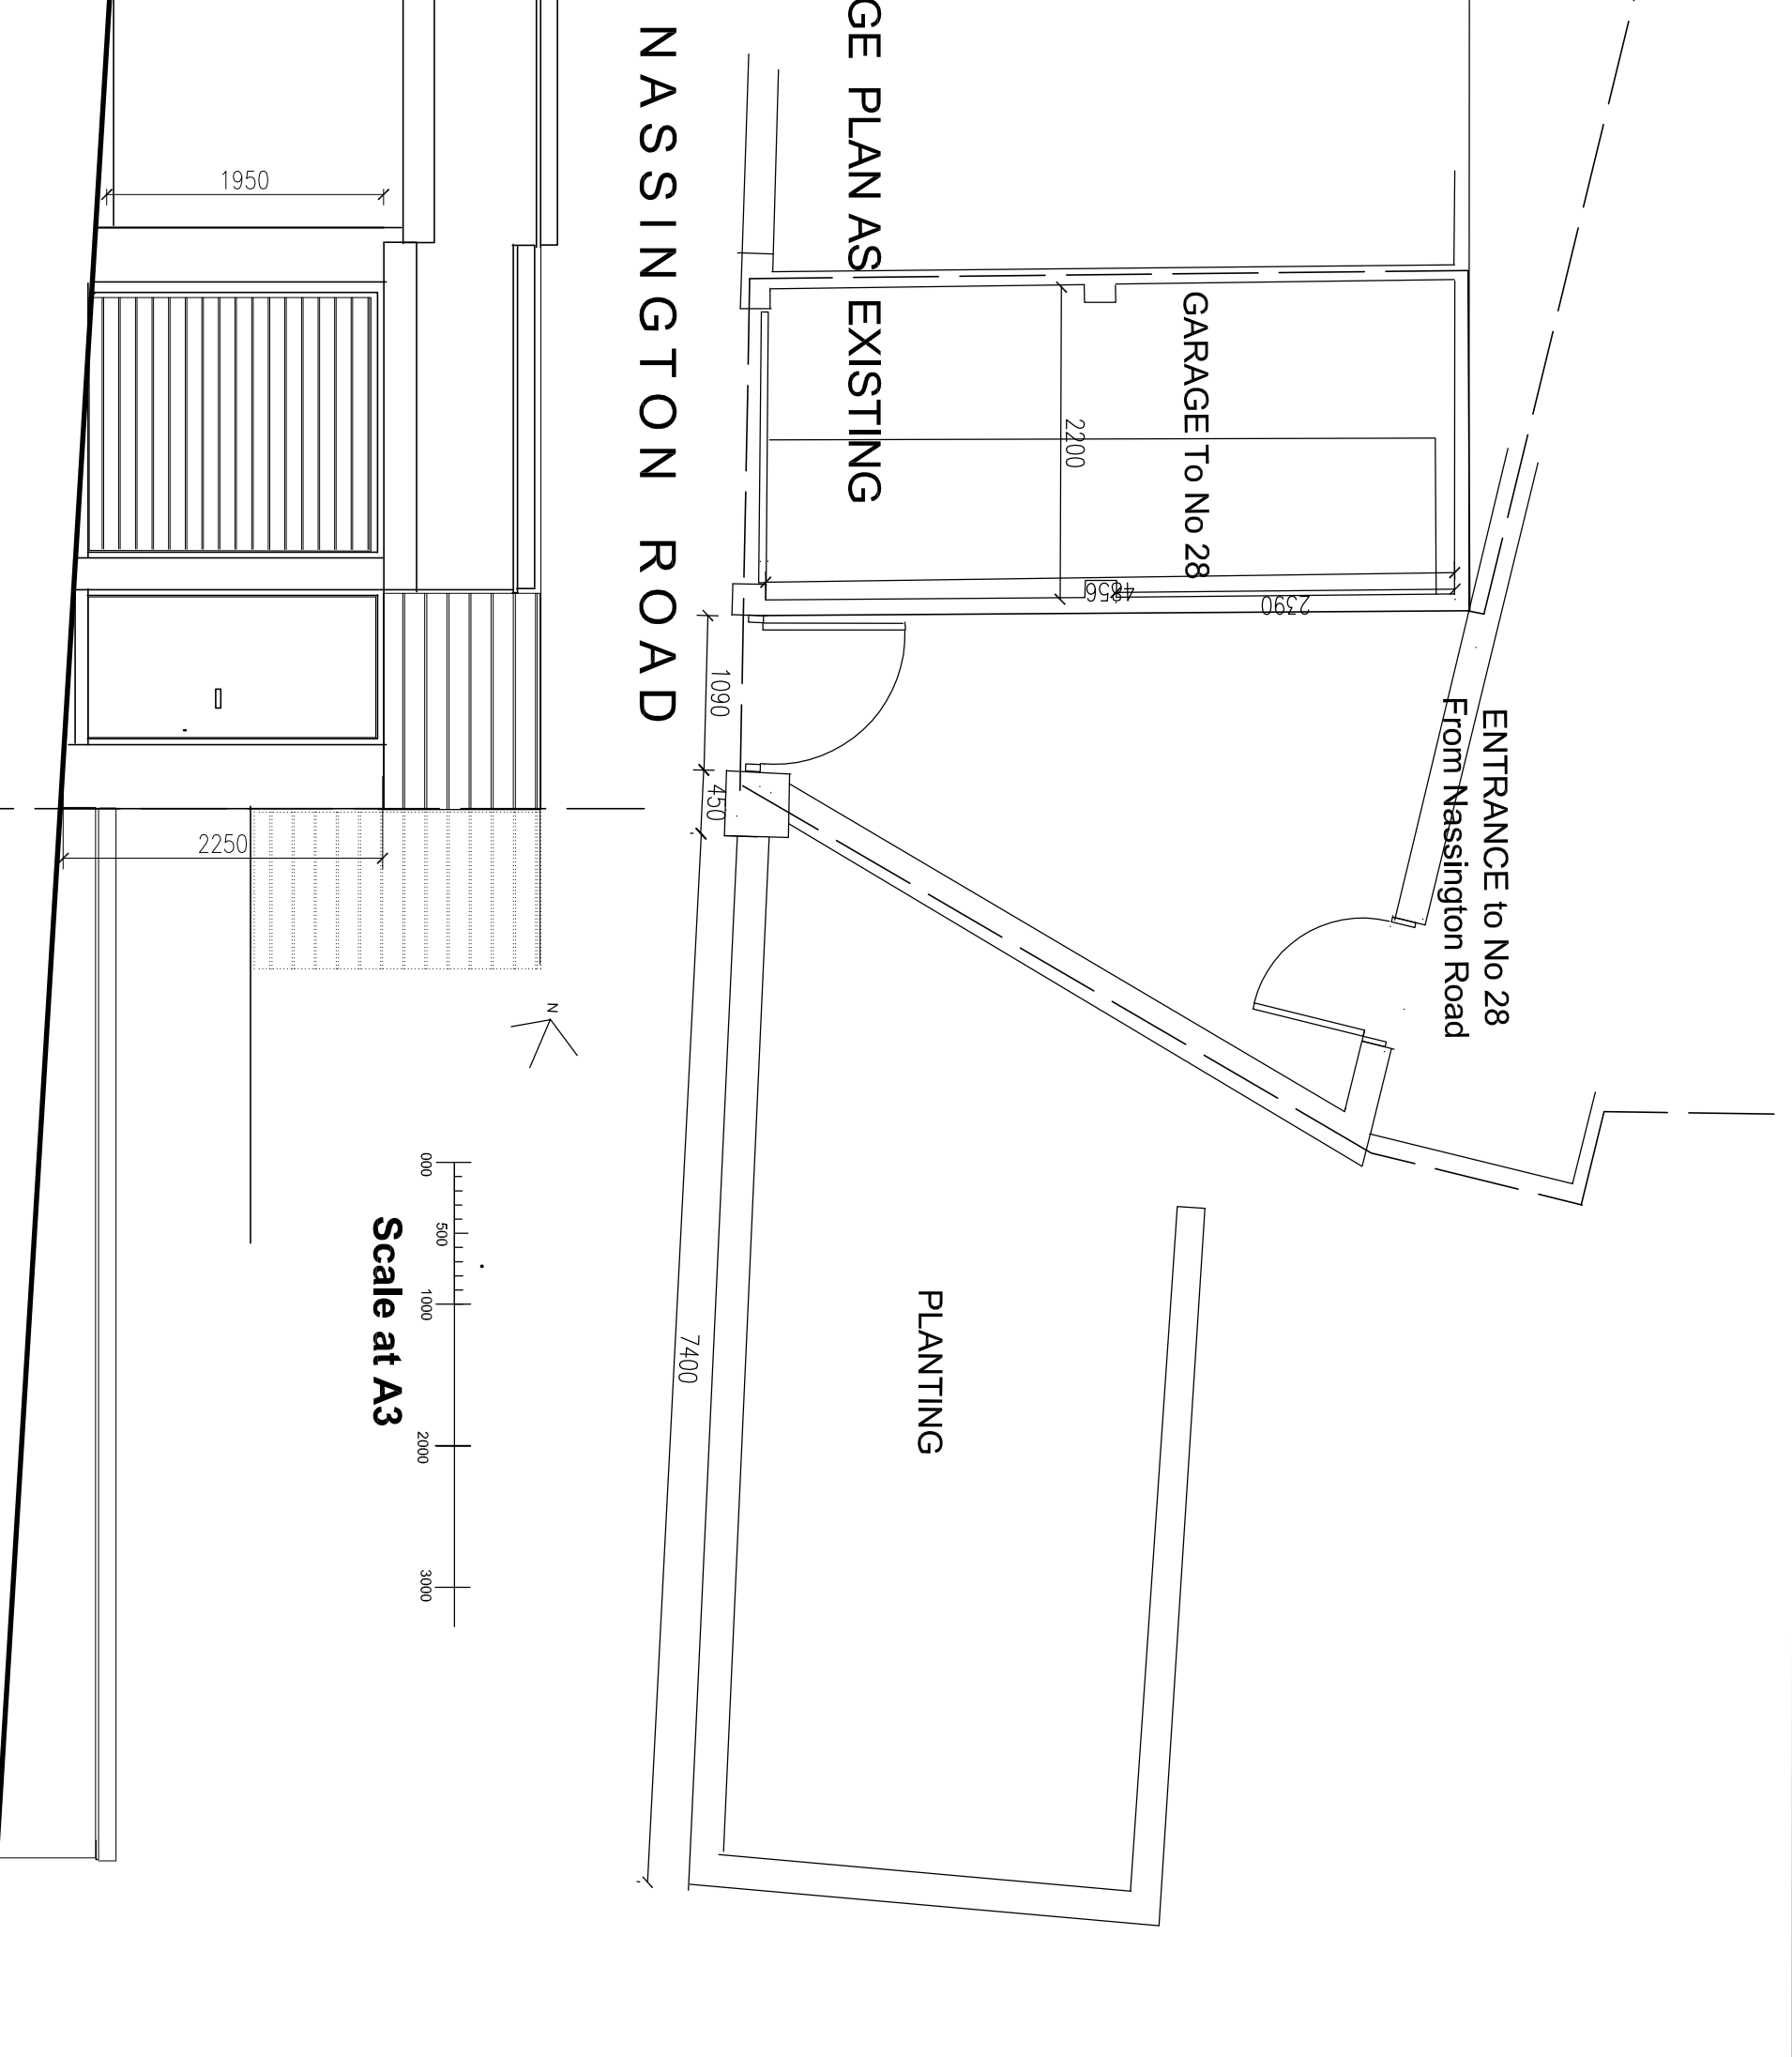 GE PLAN AS EXISTING
NASSINGTON ROAD
GARAGE To No 28
ENTRANCE to No 28
From Nassington Road
PLANTING
1950
2250
2200
4856
2390
1090
450
7400
N
000
500
1000
2000
3000
Scale at A3